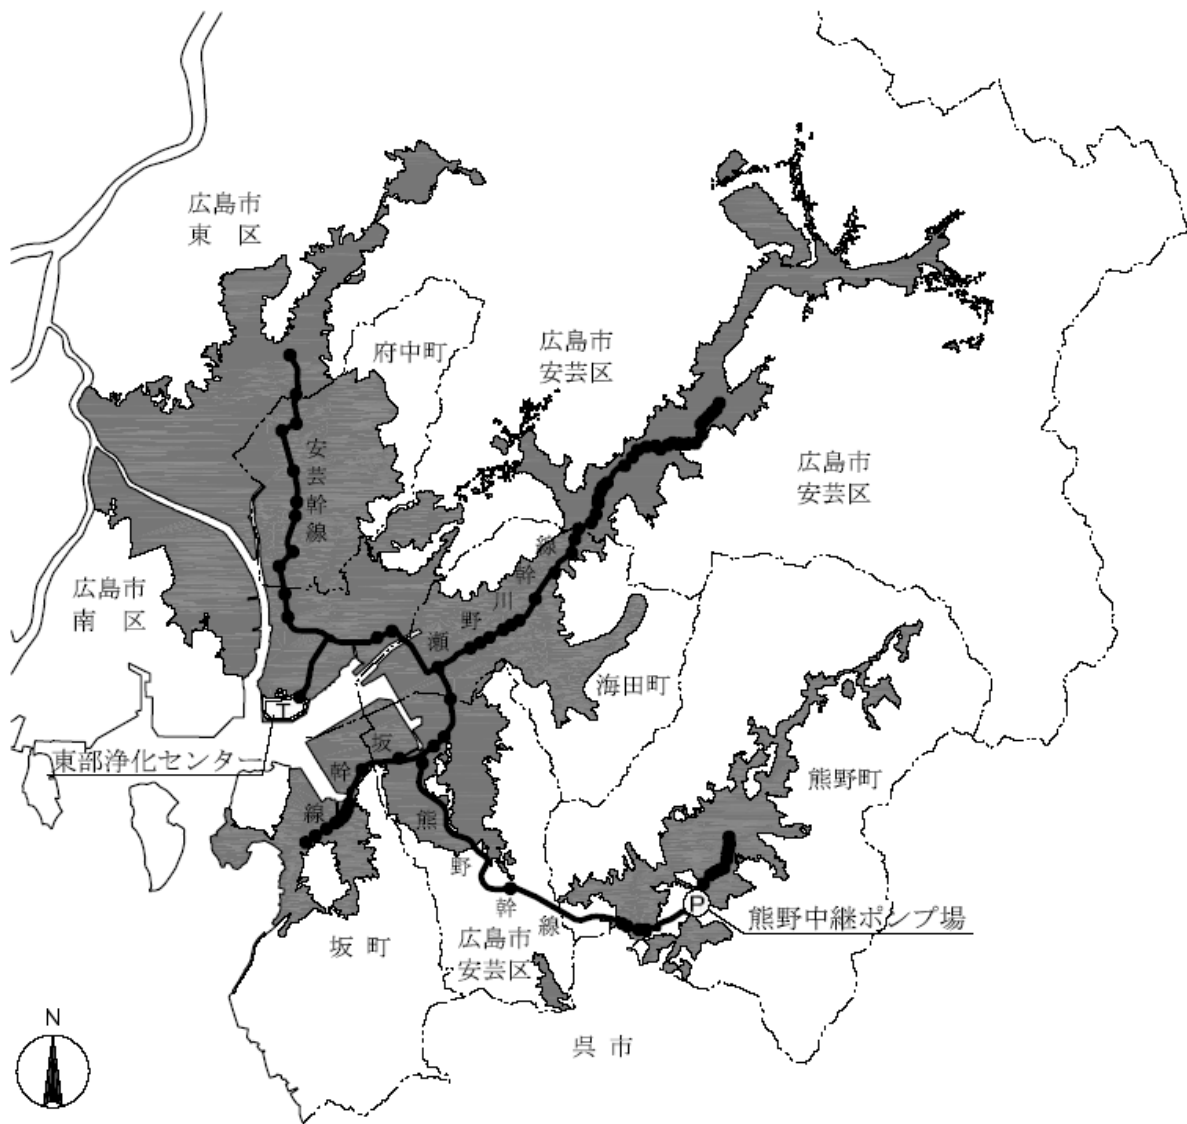 広島市
東 区
府中町
広島市
安芸区
安芸幹線
広島市
安芸区
瀬野川幹線
広島市
南 区
海田町
T
東部浄化センター
坂幹線
熊野町
熊野幹線
P
熊野中継ポンプ場
坂 町
広島市
安芸区
呉 市
N